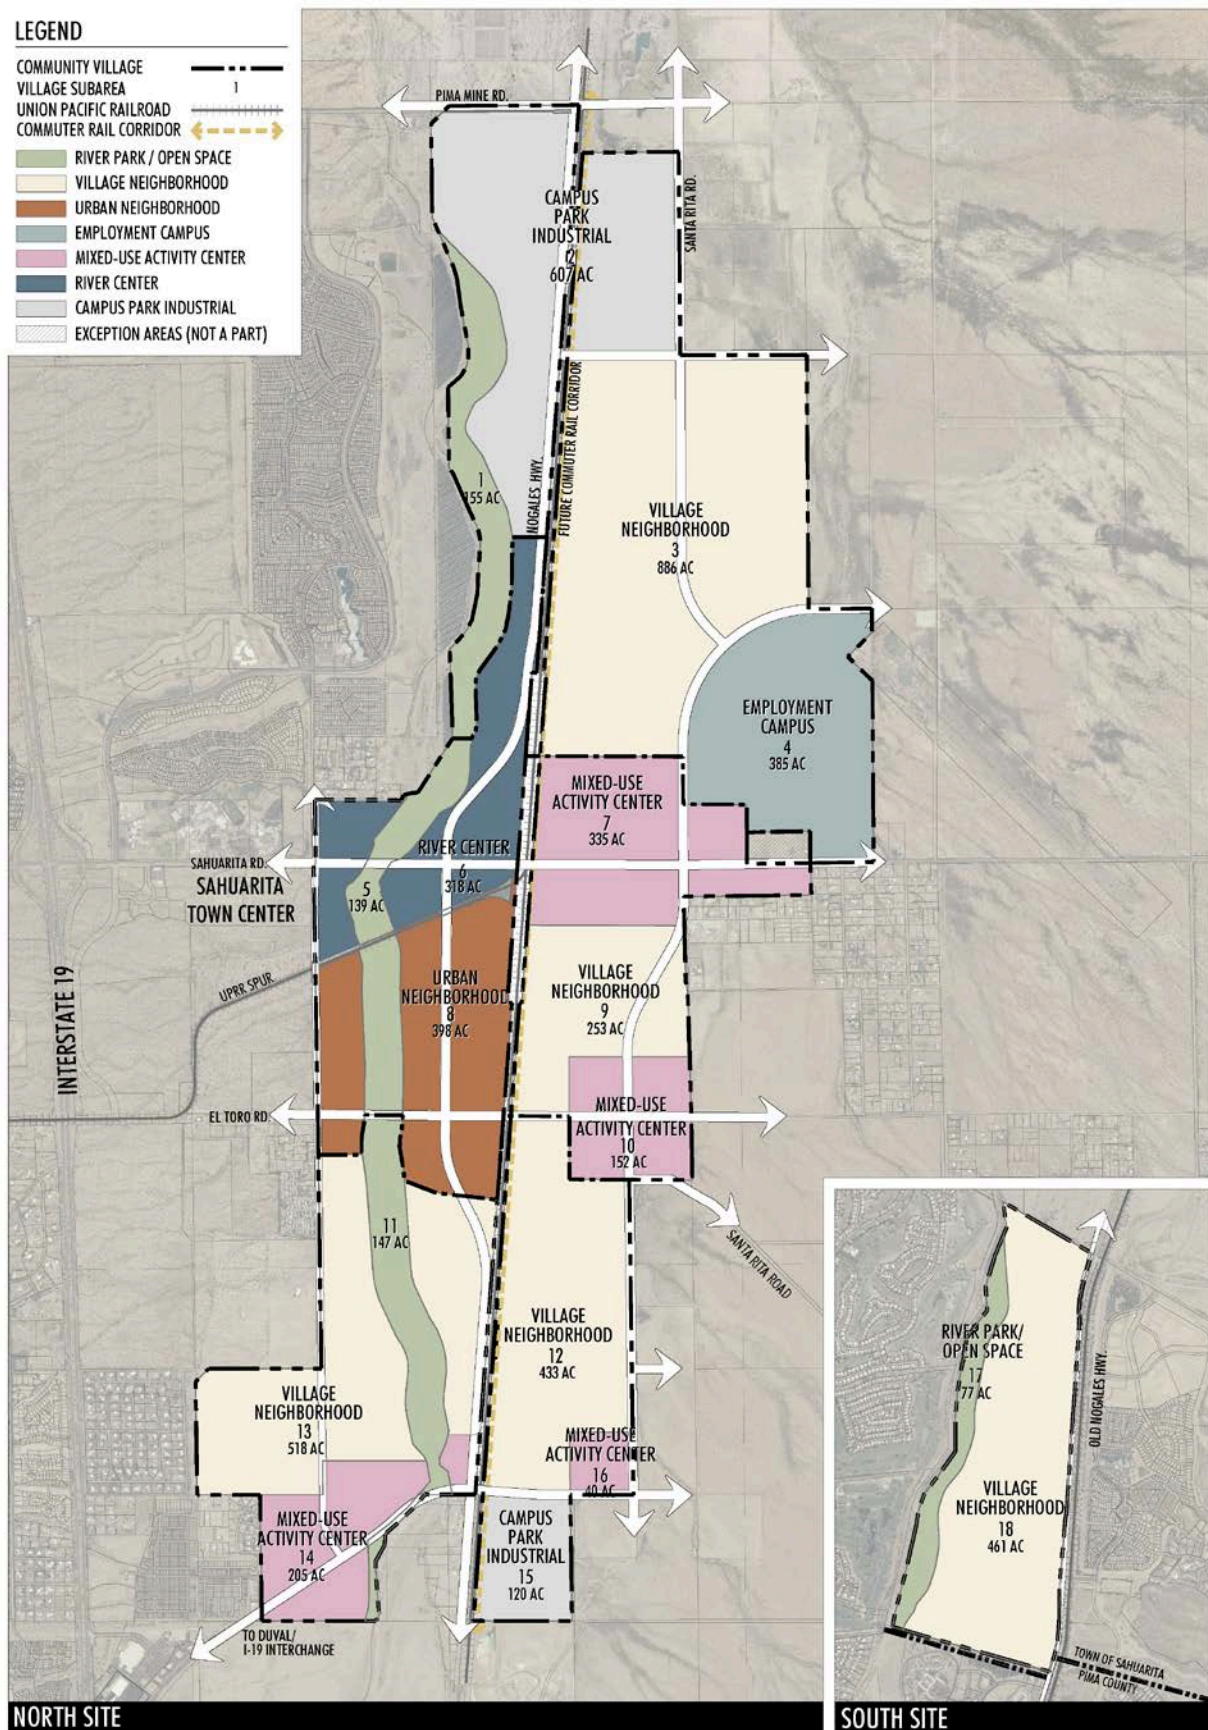 LEGEND
COMMUNITY VILLAGE
VILLAGE SUBAREA 1
UNION PACIFIC RAILROAD
COMMUTER RAIL CORRIDOR
RIVER PARK / OPEN SPACE
VILLAGE NEIGHBORHOOD
URBAN NEIGHBORHOOD
EMPLOYMENT CAMPUS
MIXED-USE ACTIVITY CENTER
RIVER CENTER
CAMPUS PARK INDUSTRIAL
EXCEPTION AREAS (NOT A PART)
PIMA MINE RD.
SANTA RITA RD.
CAMPUS
PARK
INDUSTRIAL
2
607 AC
NOGALES HWY.
FUTURE COMMUTER RAIL CORRIDOR
1
155 AC
VILLAGE
NEIGHBORHOOD
3
886 AC
EMPLOYMENT
CAMPUS
4
385 AC
MIXED-USE
ACTIVITY CENTER
7
335 AC
SAHUARITA RD.
SAHUARITA
TOWN CENTER
RIVER CENTER
6
318 AC
5
139 AC
INTERSTATE 19
UPRR SPUR
URBAN
NEIGHBORHOOD
8
398 AC
VILLAGE
NEIGHBORHOOD
9
253 AC
EL TORO RD.
MIXED-USE
ACTIVITY CENTER
10
152 AC
SANTA RITA ROAD
11
147 AC
VILLAGE
NEIGHBORHOOD
12
433 AC
VILLAGE
NEIGHBORHOOD
13
518 AC
MIXED-USE
ACTIVITY CENTER
16
40 AC
MIXED-USE
ACTIVITY CENTER
14
205 AC
CAMPUS
PARK
INDUSTRIAL
15
120 AC
TO DUVAL/
I-19 INTERCHANGE
NORTH SITE
RIVER PARK/
OPEN SPACE
17
77 AC
OLD NOGALES HWY.
VILLAGE
NEIGHBORHOOD
18
461 AC
TOWN OF SAHUARITA
PIMA COUNTY
SOUTH SITE